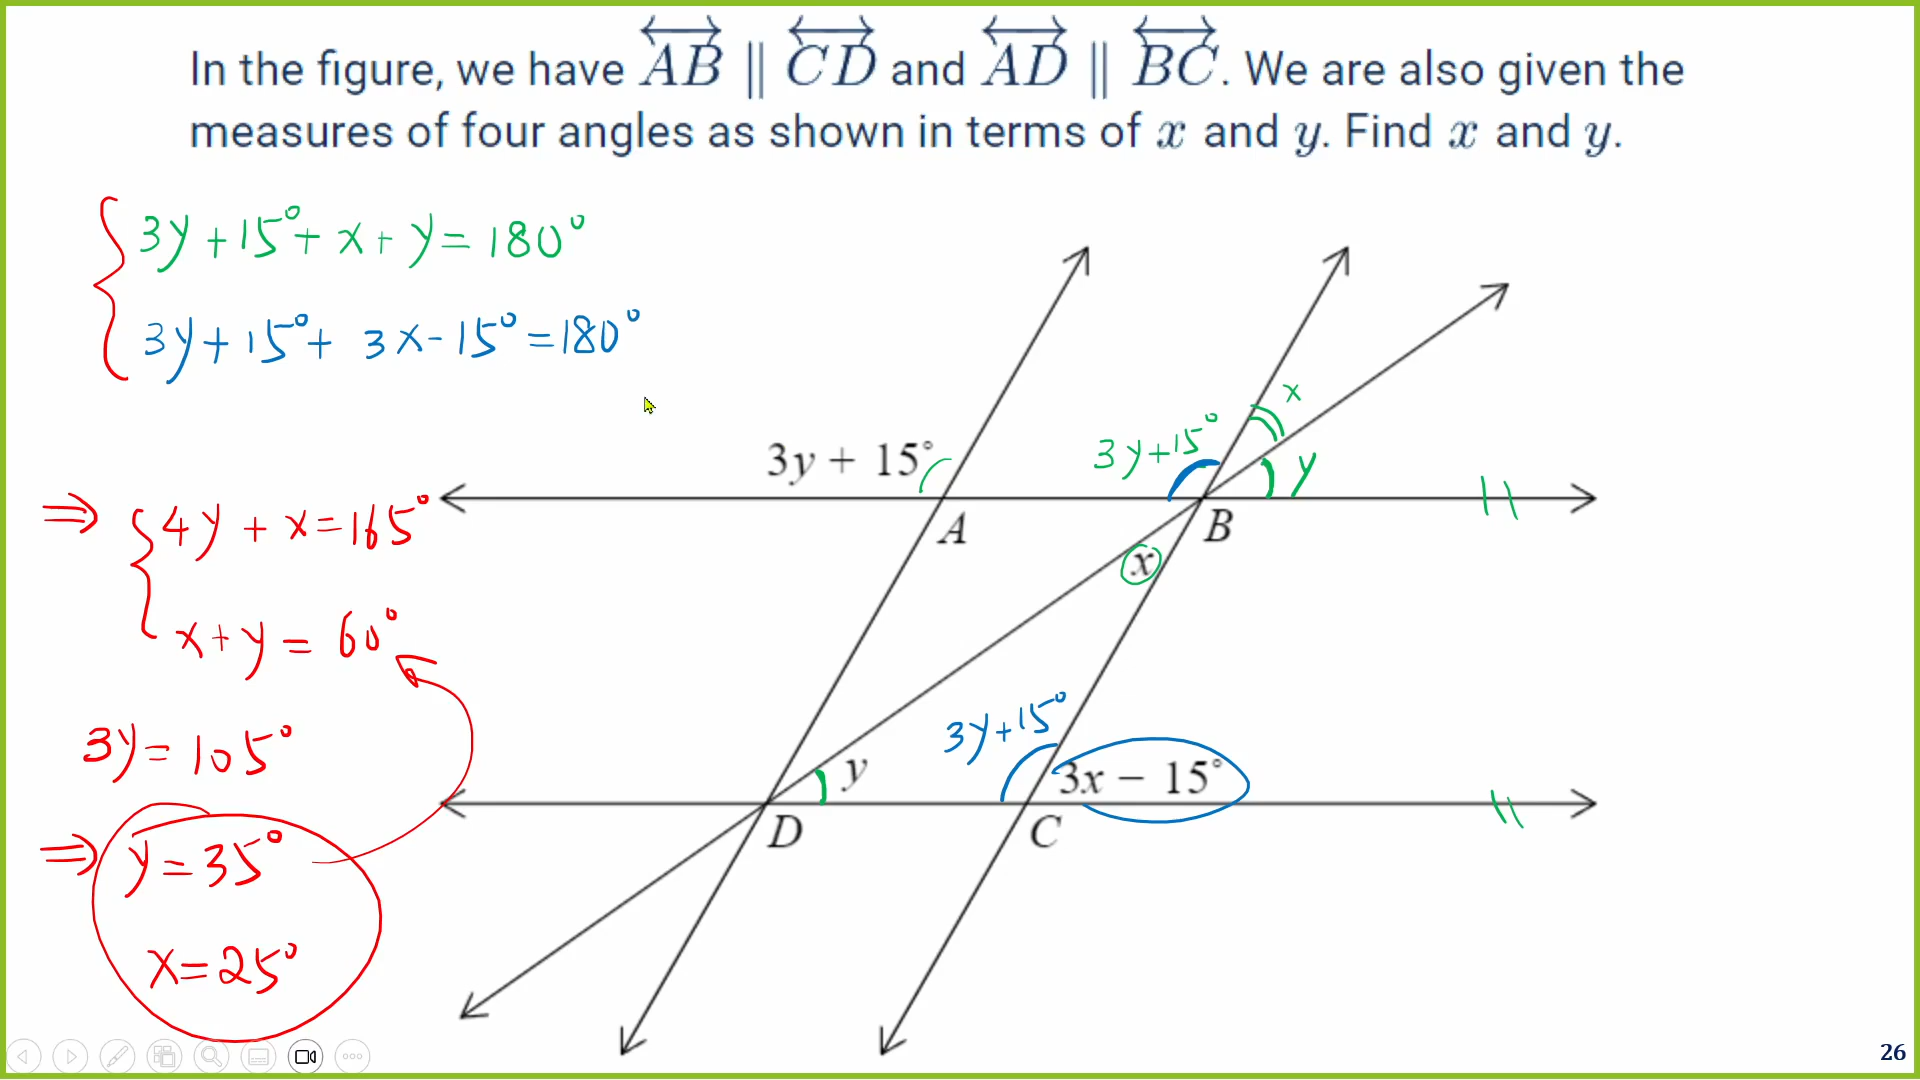 In the figure, we have AB ∥ CD and AD ∥ BC. We are also given the
measures of four angles as shown in terms of x and y. Find x and y.
3y+15°+x+y=180°
3y+15°+3x-15°=180°
⇒ 4y+x=165°
x+y=60°
3y=105°
⇒ y=35°
x=25°
3y + 15°
3y+15°
x
y
A
B
x
3y+15°
y
3x − 15°
D
C
26